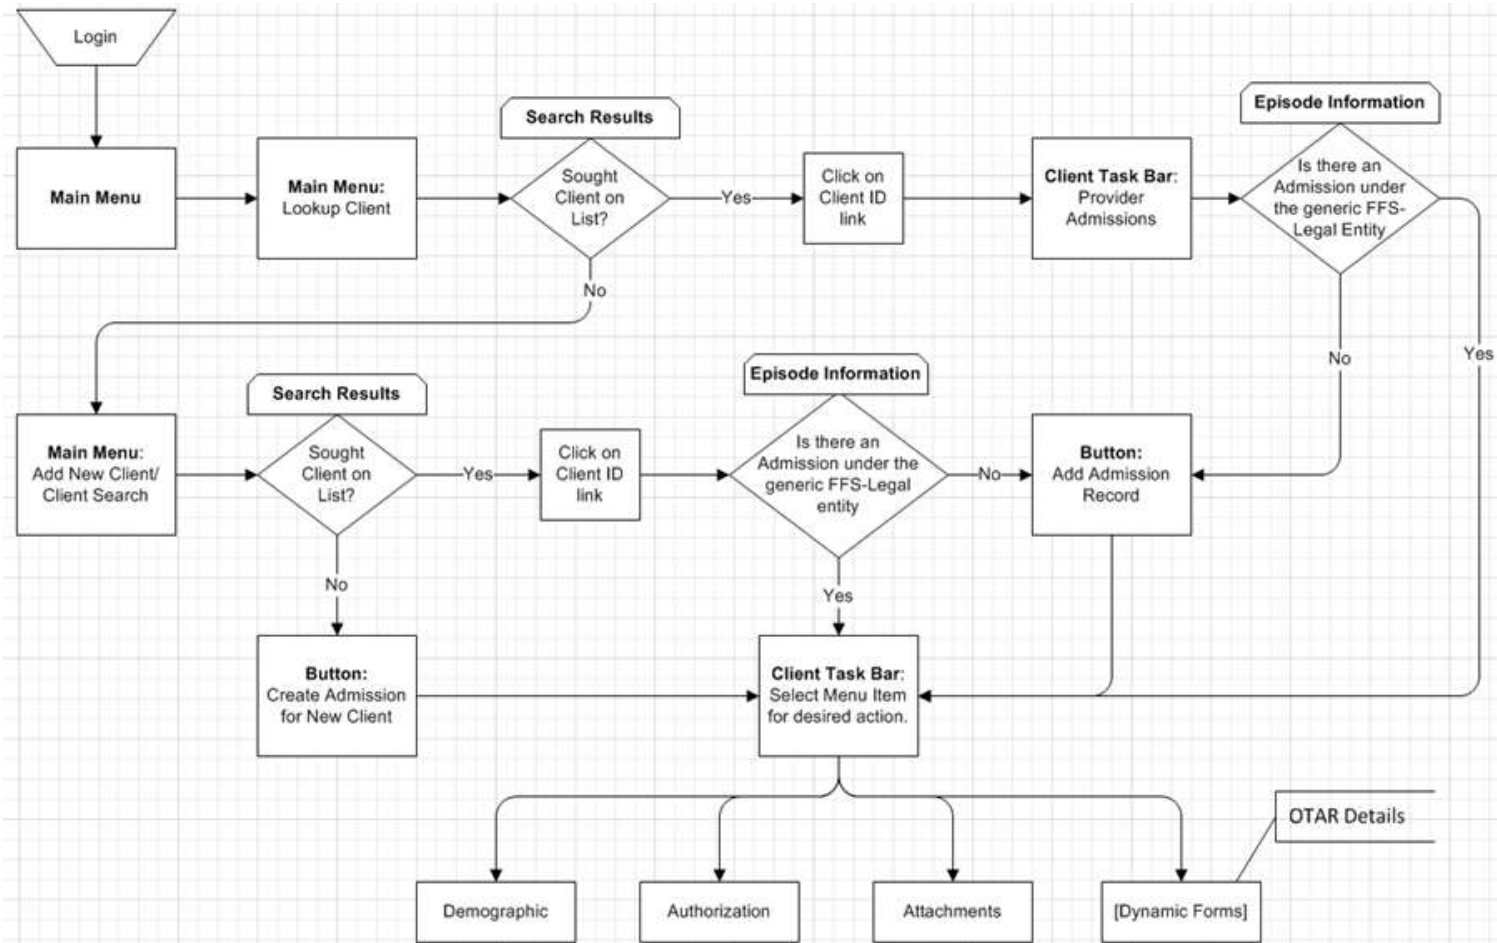 Login
Main Menu
Main Menu:
Lookup Client
Search Results
Sought
Client on
List?
Yes
No
Click on
Client ID
link
Client Task Bar:
Provider
Admissions
Episode Information
Is there an
Admission under
the generic FFS-
Legal Entity
No
Yes
Main Menu:
Add New Client/
Client Search
Search Results
Sought
Client on
List?
Yes
No
Click on
Client ID
link
Episode Information
Is there an
Admission under the
generic FFS-Legal
entity
No
Yes
Button:
Add Admission
Record
Button:
Create Admission
for New Client
Client Task Bar:
Select Menu Item
for desired action.
OTAR Details
Demographic
Authorization
Attachments
[Dynamic Forms]